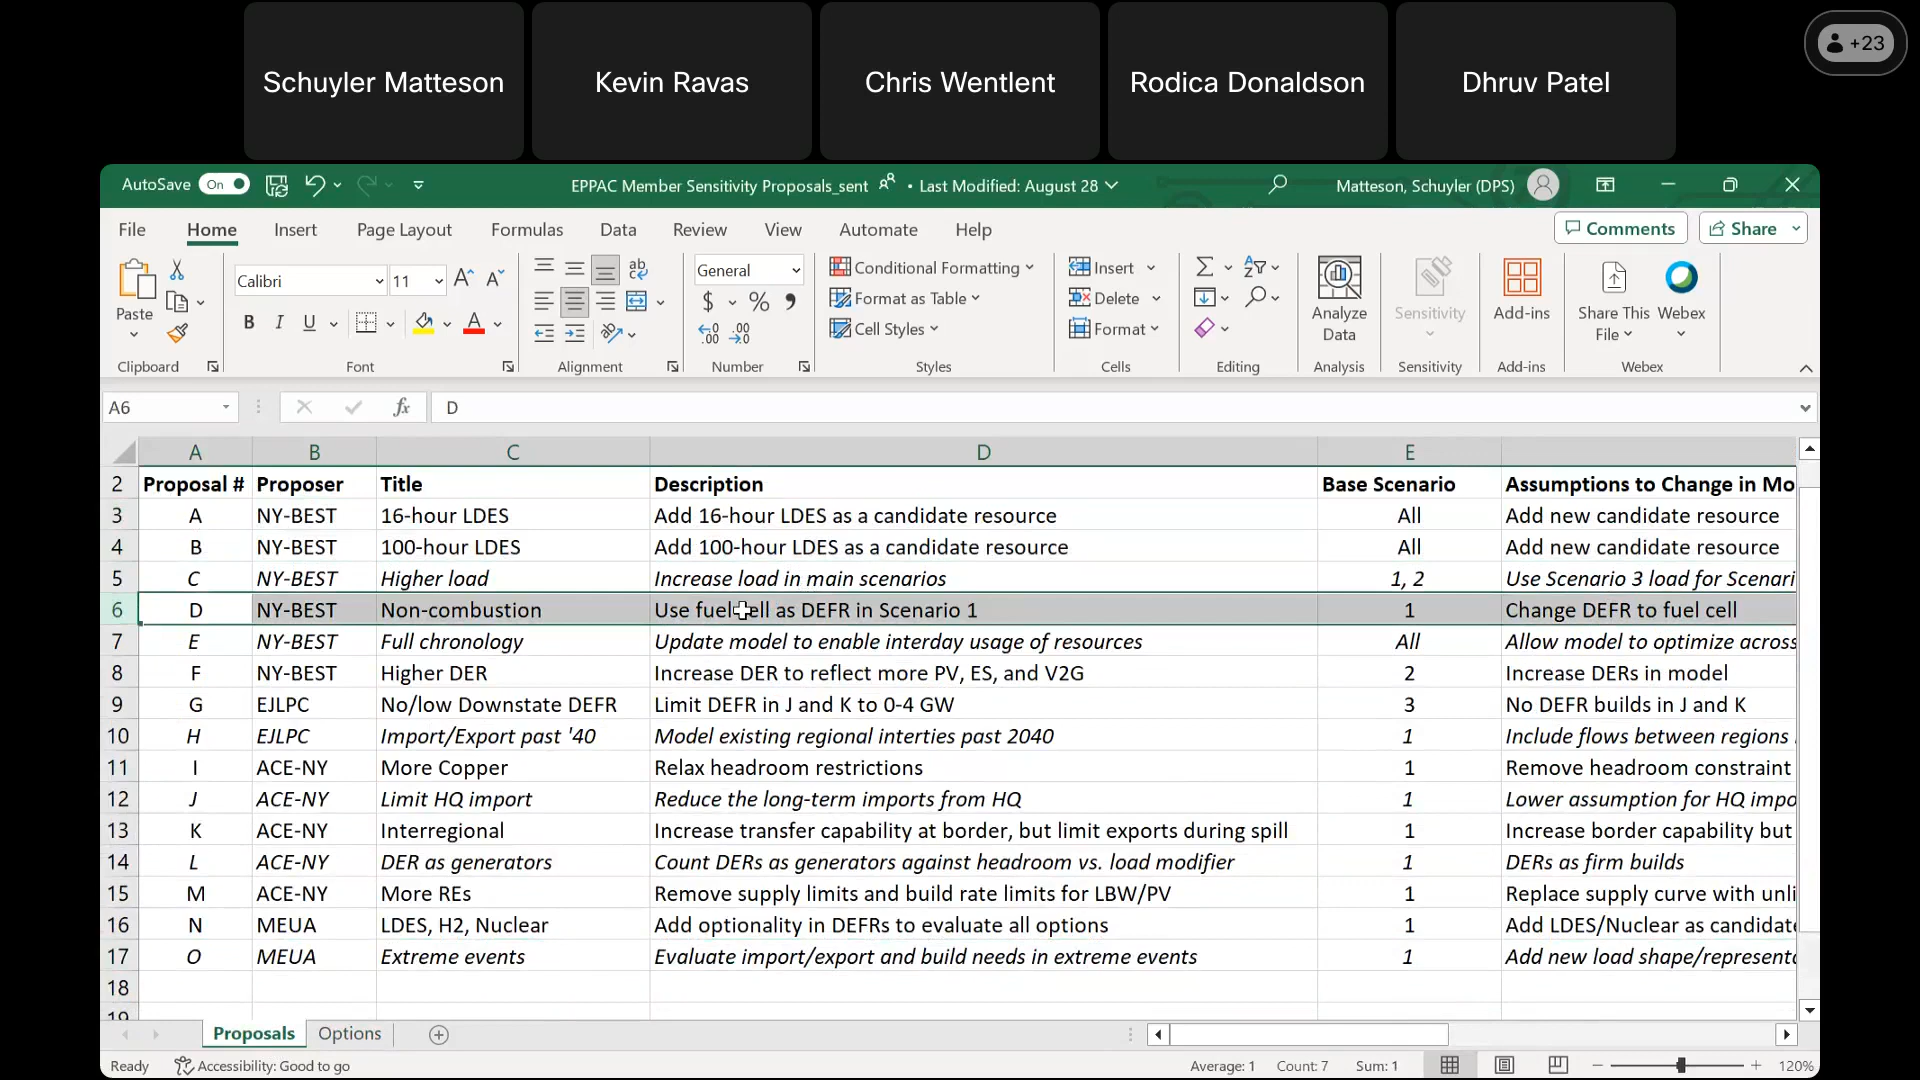 Schuyler Matteson
Kevin Ravas
Chris Wentlent
Rodica Donaldson
Dhruv Patel
+23
AutoSave On
EPPAC Member Sensitivity Proposals_sent • Last Modified: August 28
Matteson, Schuyler (DPS)
File Home Insert Page Layout Formulas Data Review View Automate Help
Comments Share
Paste
Clipboard
Calibri 11
B I U
Font
Alignment
General
Number
Conditional Formatting
Format as Table
Cell Styles
Styles
Insert
Delete
Format
Cells
Editing
Analyze Data
Analysis
Sensitivity
Sensitivity
Add-ins
Add-ins
Share This File
Webex
Webex
A6 fx D
A B C D E
2 Proposal # Proposer Title Description Base Scenario Assumptions to Change in Mo
3 A NY-BEST 16-hour LDES Add 16-hour LDES as a candidate resource All Add new candidate resource
4 B NY-BEST 100-hour LDES Add 100-hour LDES as a candidate resource All Add new candidate resource
5 C NY-BEST Higher load Increase load in main scenarios 1, 2 Use Scenario 3 load for Scenari
6 D NY-BEST Non-combustion Use fuel cell as DEFR in Scenario 1 1 Change DEFR to fuel cell
7 E NY-BEST Full chronology Update model to enable interday usage of resources All Allow model to optimize across
8 F NY-BEST Higher DER Increase DER to reflect more PV, ES, and V2G 2 Increase DERs in model
9 G EJLPC No/low Downstate DEFR Limit DEFR in J and K to 0-4 GW 3 No DEFR builds in J and K
10 H EJLPC Import/Export past '40 Model existing regional interties past 2040 1 Include flows between regions
11 I ACE-NY More Copper Relax headroom restrictions 1 Remove headroom constraint
12 J ACE-NY Limit HQ import Reduce the long-term imports from HQ 1 Lower assumption for HQ impo
13 K ACE-NY Interregional Increase transfer capability at border, but limit exports during spill 1 Increase border capability but
14 L ACE-NY DER as generators Count DERs as generators against headroom vs. load modifier 1 DERs as firm builds
15 M ACE-NY More REs Remove supply limits and build rate limits for LBW/PV 1 Replace supply curve with unli
16 N MEUA LDES, H2, Nuclear Add optionality in DEFRs to evaluate all options 1 Add LDES/Nuclear as candidate
17 O MEUA Extreme events Evaluate import/export and build needs in extreme events 1 Add new load shape/representa
18
19
Proposals Options
Ready Accessibility: Good to go Average: 1 Count: 7 Sum: 1 120%